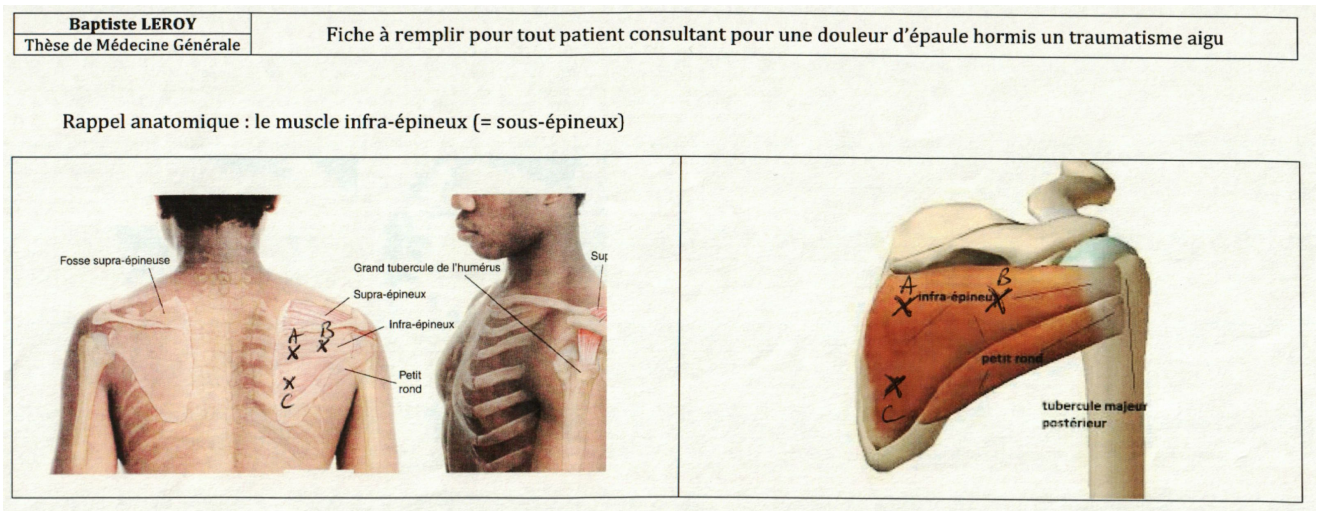 Baptiste LEROY
Thèse de Médecine Générale
Fiche à remplir pour tout patient consultant pour une douleur d'épaule hormis un traumatisme aigu
Rappel anatomique : le muscle infra-épineux (= sous-épineux)
Fosse supra-épineuse
Grand tubercule de l'humérus
Sup
Supra-épineux
Infra-épineux
A
B
Petit
rond
C
A
B
infra-épineux
petit rond
C
tubercule majeur
postérieur